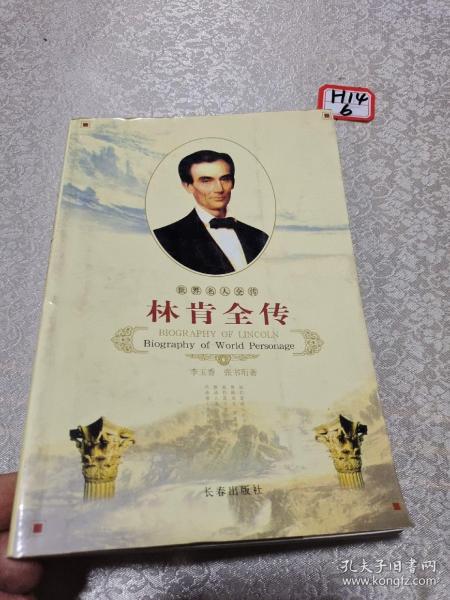 H14
6
世界名人全传
林肯全传
BIOGRAPHY OF LINCOLN
Biography of World Personage
李玉香 张书珩著
长春出版社
孔夫子旧书网
www.kongfz.com